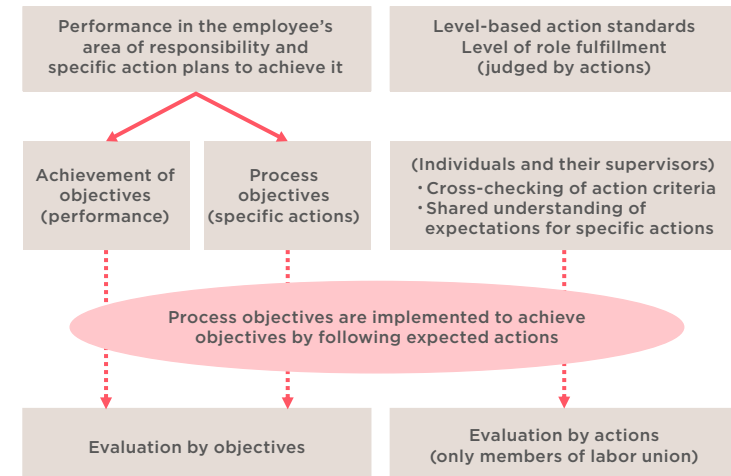 Performance in the employee’s
area of responsibility and
specific action plans to achieve it
Level-based action standards
Level of role fulfillment
(judged by actions)
Achievement of
objectives
(performance)
Process
objectives
(specific actions)
(Individuals and their supervisors)
・Cross-checking of action criteria
・Shared understanding of
expectations for specific actions
Process objectives are implemented to achieve
objectives by following expected actions
Evaluation by objectives
Evaluation by actions
(only members of labor union)